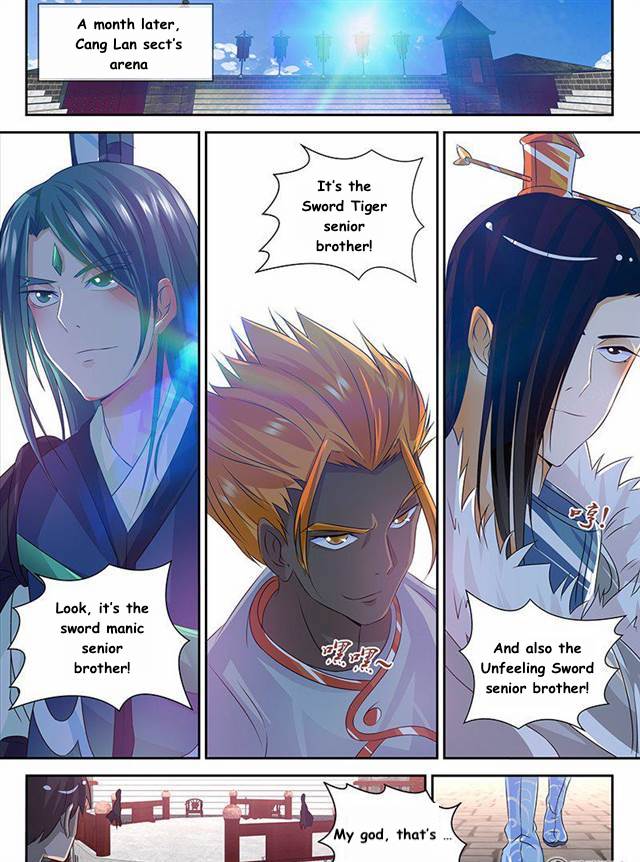 A month later,
Cang Lan sect's
arena
Look, it's the
sword manic
senior
brother!
It's the
Sword Tiger
senior
brother!
嘿嘿~
哼!
And also the
Unfeeling Sword
senior brother!
My god, that's ...